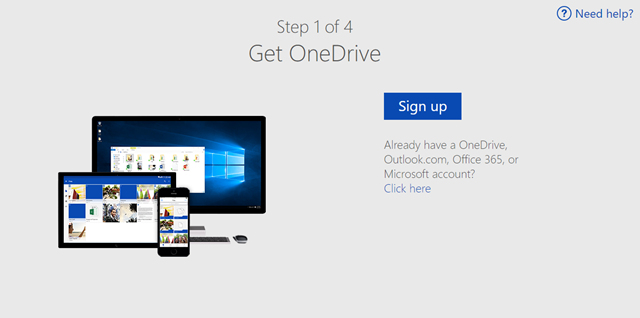 Need help?
Step 1 of 4
Get OneDrive
Sign up
Already have a OneDrive,
Outlook.com, Office 365, or
Microsoft account?
Click here